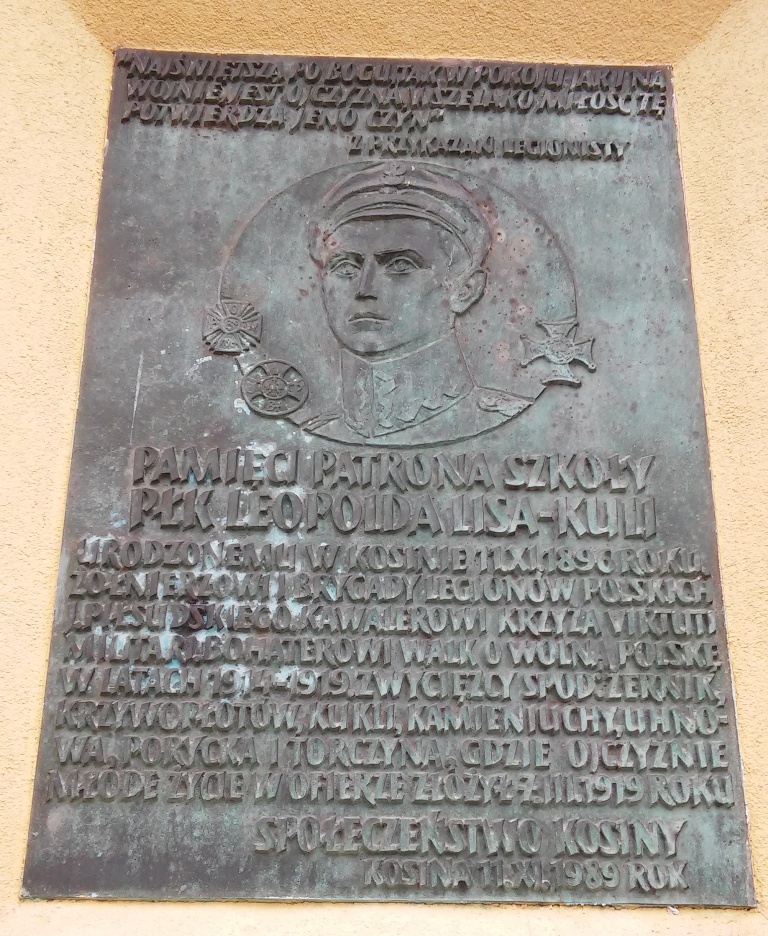 "NAJŚWIĘTSZĄ PO BOGU, TAK W POKOJU JAK I NA
WOJNIE JEST OJCZYZNA. WSZELAKO MIŁOŚĆ TĘ
POTWIERDZA JENO CZYN"
Z PRZYKAZAŃ LEGIONISTY
PAMIĘCI PATRONA SZKOŁY
PŁK LEOPOLDA LISA-KULI
URODZONEMU W KOSINIE 11.XI.1896 ROKU,
ŻOŁNIERZOWI I BRYGADY LEGIONÓW POLSKICH
J.PIŁSUDSKIEGO, KAWALEROWI KRZYŻA VIRTUTI
MILITARI, BOHATEROWI WALK O WOLNĄ POLSKĘ
W LATACH 1914-1919, ZWYCIĘZCY SPOD: ŻERNIK,
KRZYWOPŁOTÓW, KUKLI, KAMIENIUCHY, UHNO-
WA, PORYCKA I TORCZYNA, GDZIE OJCZYŹNIE
MŁODE ŻYCIE W OFIERZE ZŁOŻYŁ 7.III.1919 ROKU
SPOŁECZEŃSTWO KOSINY
KOSINA 11.XI.1989 ROK